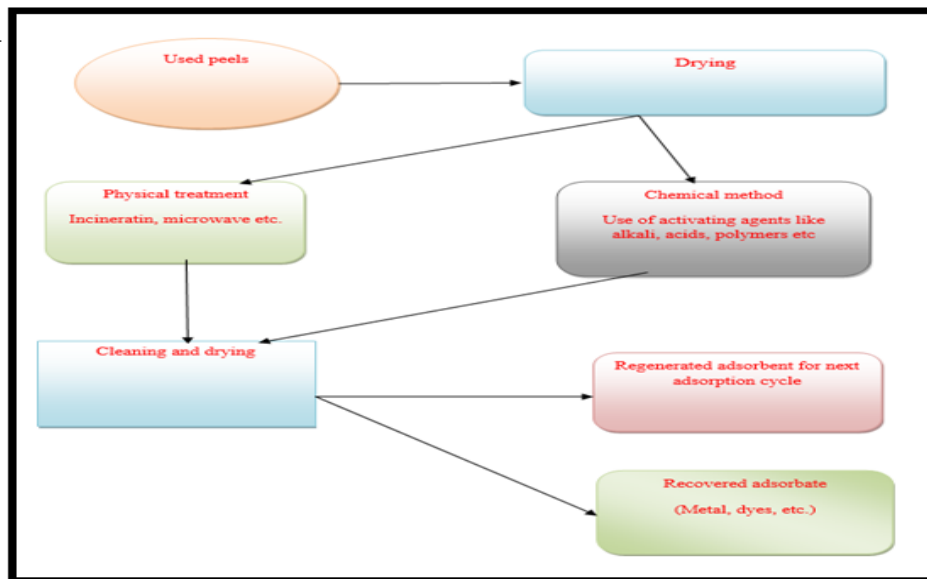 Used peels
Drying
Physical treatment
Incineratin, microwave etc.
Chemical method
Use of activating agents like
alkali, acids, polymers etc
Cleaning and drying
Regenerated adsorbent for next
adsorption cycle
Recovered adsorbate
(Metal, dyes, etc.)